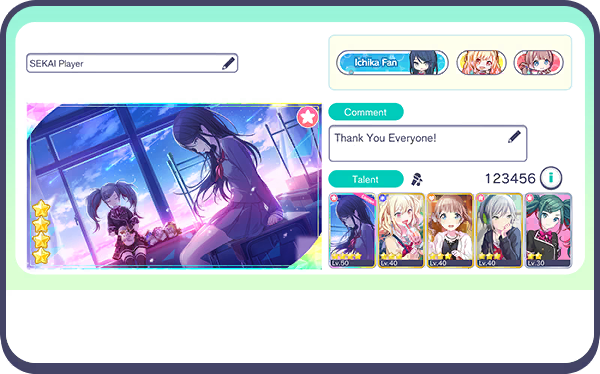 SEKAI Player
Ichika Fan
Comment
Thank You Everyone!
Talent
123456
i
Lv.50
Lv.40
Lv.40
Lv.40
Lv.30